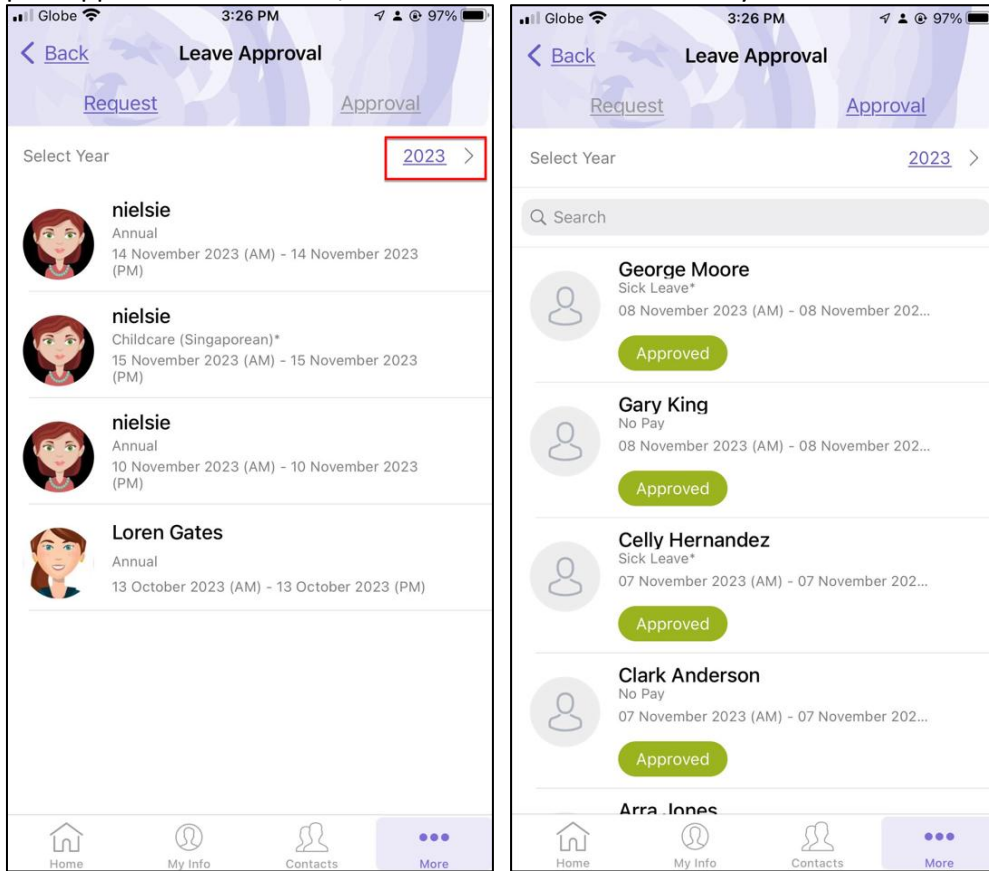 Globe 3:26 PM 97%
Back Leave Approval
Request Approval
Select Year 2023
nielsie
Annual
14 November 2023 (AM) - 14 November 2023
(PM)
nielsie
Childcare (Singaporean)*
15 November 2023 (AM) - 15 November 2023
(PM)
nielsie
Annual
10 November 2023 (AM) - 10 November 2023
(PM)
Loren Gates
Annual
13 October 2023 (AM) - 13 October 2023 (PM)
Home My Info Contacts More
Globe 3:26 PM 97%
Back Leave Approval
Request Approval
Select Year 2023
Search
George Moore
Sick Leave*
08 November 2023 (AM) - 08 November 202...
Approved
Gary King
No Pay
08 November 2023 (AM) - 08 November 202...
Approved
Celly Hernandez
Sick Leave*
07 November 2023 (AM) - 07 November 202...
Approved
Clark Anderson
No Pay
07 November 2023 (AM) - 07 November 202...
Approved
Arra Jones
Home My Info Contacts More